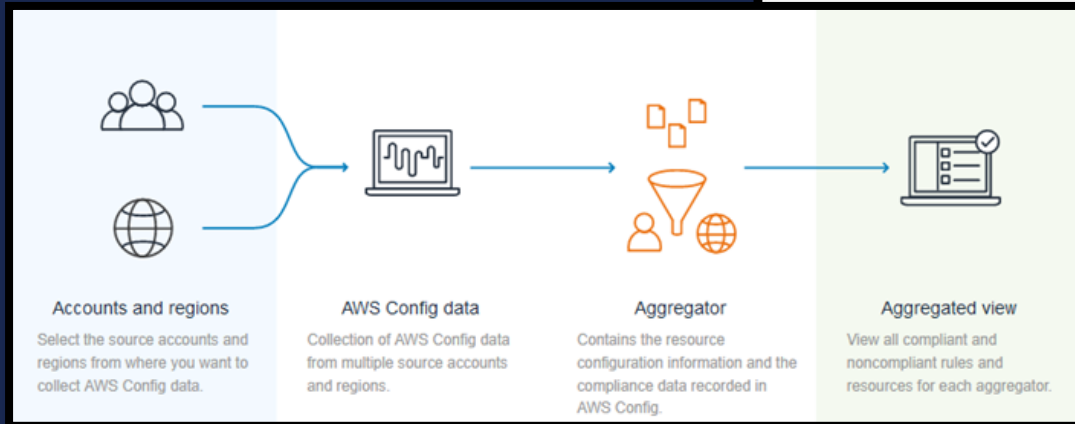 Accounts and regions
Select the source accounts and
regions from where you want to
collect AWS Config data.
AWS Config data
Collection of AWS Config data
from multiple source accounts
and regions.
Aggregator
Contains the resource
configuration information and the
compliance data recorded in
AWS Config.
Aggregated view
View all compliant and
noncompliant rules and
resources for each aggregator.